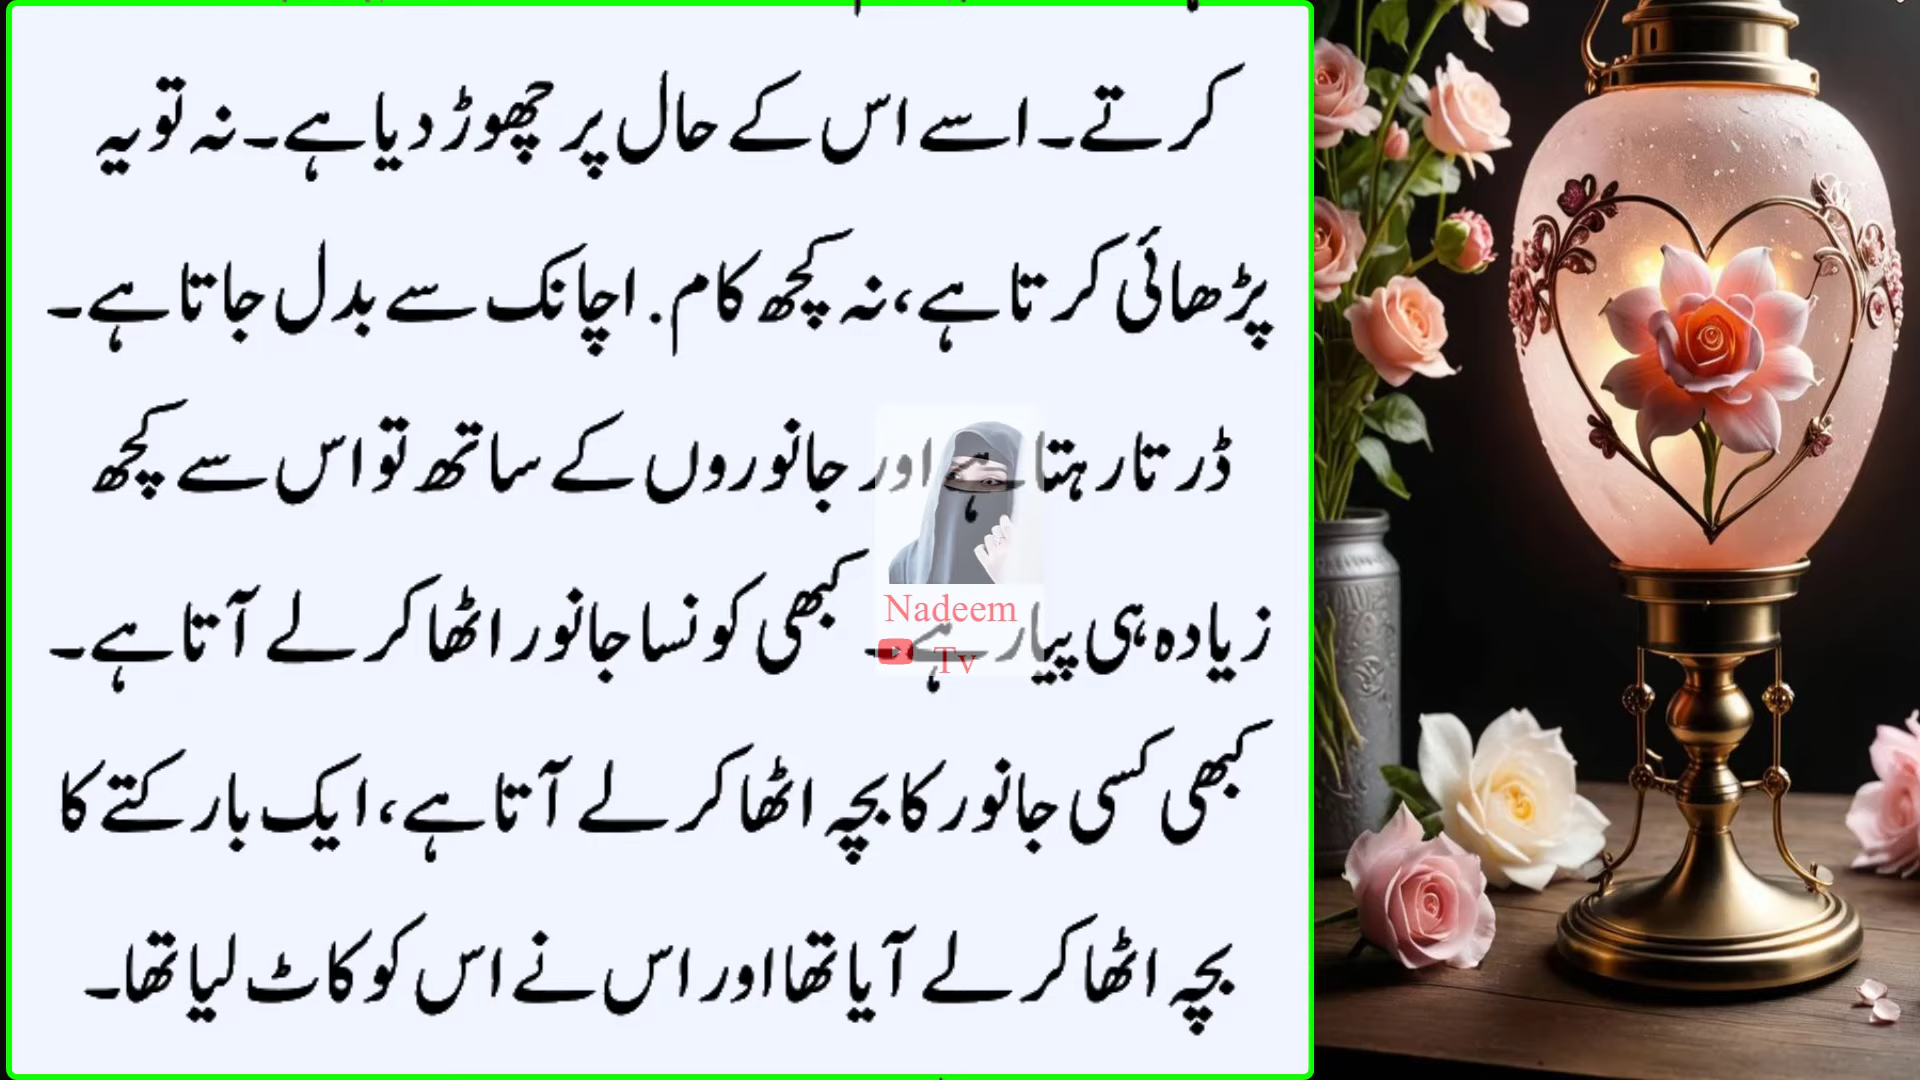 کرتے۔ اسے اس کے حال پر چھوڑ دیا ہے۔ نہ تو یہ
پڑھائی کرتا ہے، نہ کچھ کام. اچانک سے بدل جاتا ہے۔
ڈرتا رہتا ہے اور جانوروں کے ساتھ تو اس سے کچھ
زیادہ ہی پیار ہے۔ کبھی کونسا جانور اٹھا کر لے آتا ہے۔
کبھی کسی جانور کا بچہ اٹھا کر لے آتا ہے، ایک بار کتے کا
بچہ اٹھا کر لے آیا تھا اور اس نے اس کو کاٹ لیا تھا۔
Nadeem
Tv